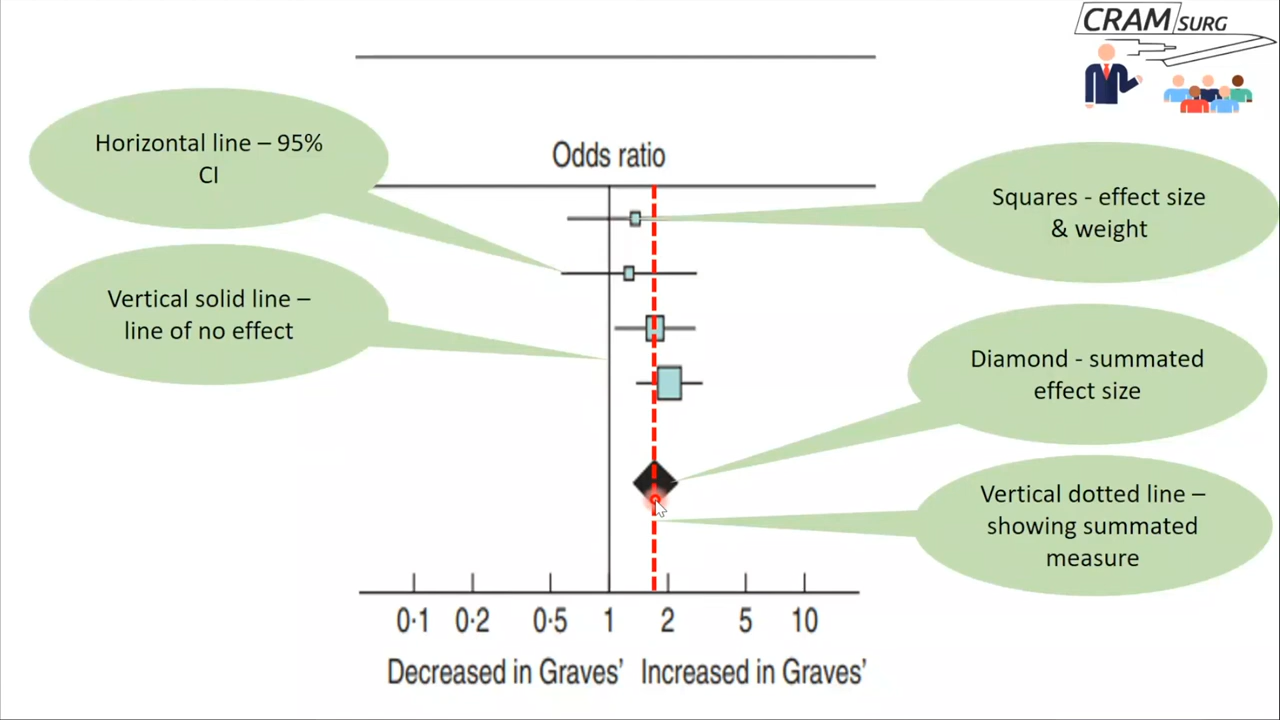 CRAM SURG
Horizontal line – 95%
CI
Vertical solid line –
line of no effect
Odds ratio
Squares - effect size
& weight
Diamond - summated
effect size
Vertical dotted line –
showing summated
measure
0·1 0·2 0·5 1 2 5 10
Decreased in Graves’ Increased in Graves’